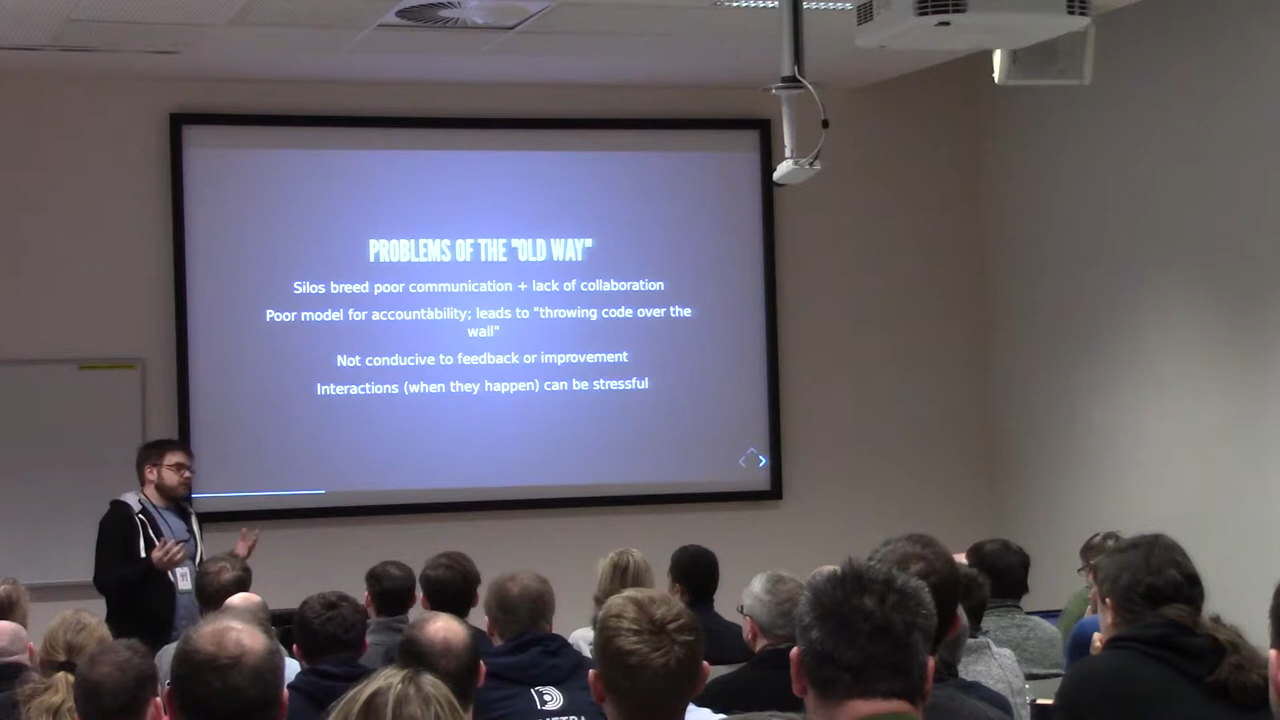 PROBLEMS OF THE "OLD WAY"
Silos breed poor communication + lack of collaboration
Poor model for accountability; leads to "throwing code over the
wall"
Not conducive to feedback or improvement
Interactions (when they happen) can be stressful